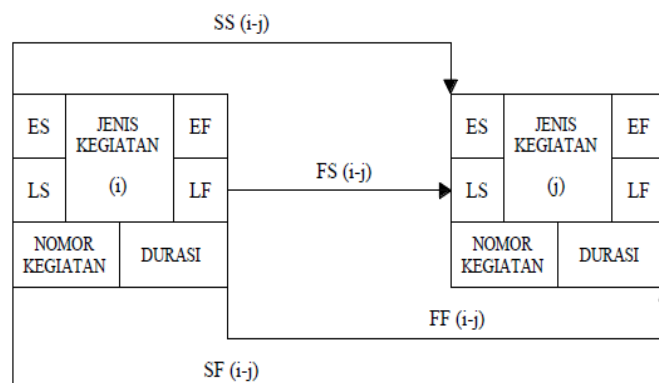 SS (i-j)
ES
JENIS
KEGIATAN
(i)
EF
LS
LF
NOMOR
KEGIATAN
DURASI
FS (i-j)
ES
JENIS
KEGIATAN
(j)
EF
LS
LF
NOMOR
KEGIATAN
DURASI
FF (i-j)
SF (i-j)